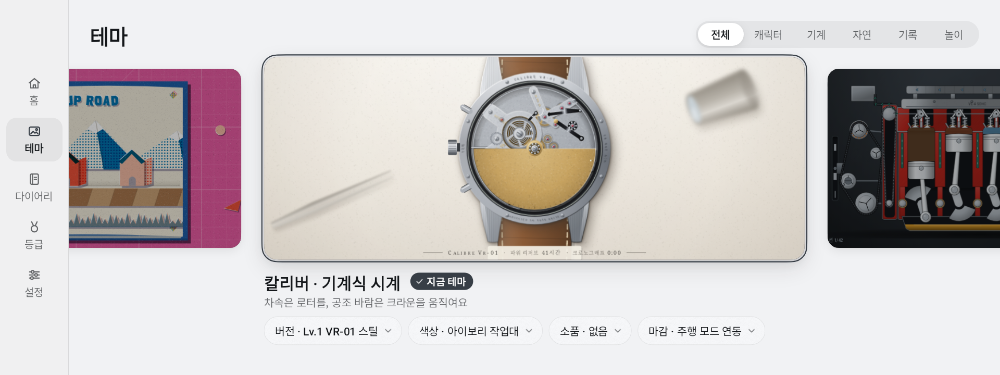 테마
전체 캐릭터 기계 자연 기록 놀이
홈
테마
다이어리
등급
설정
UP ROAD
CALIBRE VR-01
칼리버 · 기계식 시계 지금 테마
차속은 로터를, 공조 바람은 크라운을 움직여요
버전 · Lv.1 VR-01 스틸 색상 · 아이보리 작업대 소품 · 없음 마감 · 주행 모드 연동